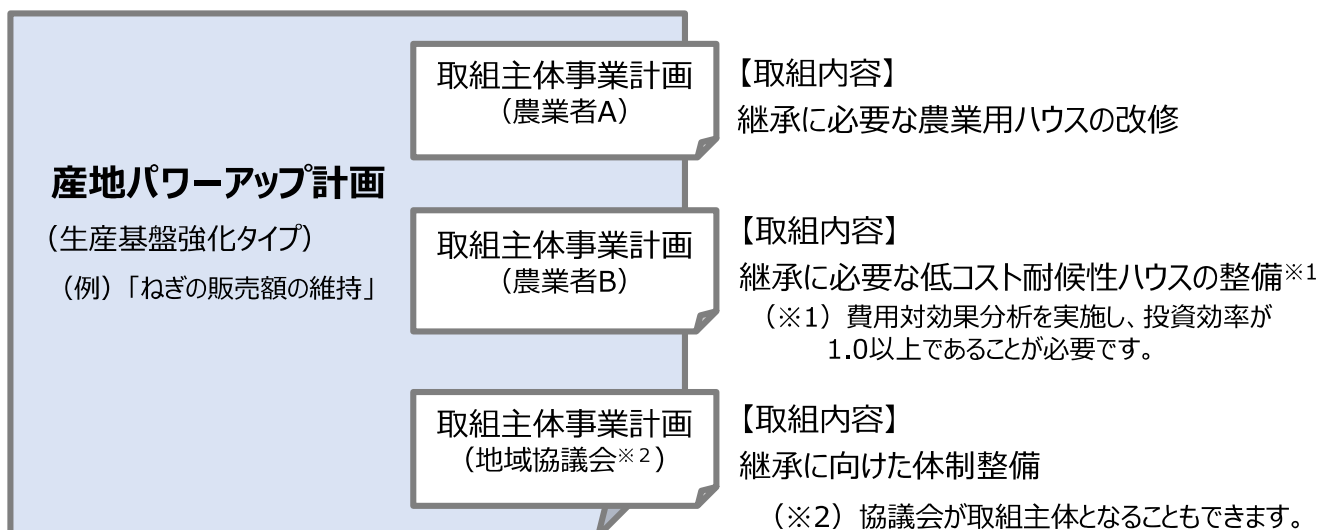 産地パワーアップ計画
（生産基盤強化タイプ）
（例）「ねぎの販売額の維持」
取組主体事業計画
（農業者A）
【取組内容】
継承に必要な農業用ハウスの改修
取組主体事業計画
（農業者B）
【取組内容】
継承に必要な低コスト耐候性ハウスの整備※1
（※1）費用対効果分析を実施し、投資効率が
1.0以上であることが必要です。
取組主体事業計画
（地域協議会※2）
【取組内容】
継承に向けた体制整備
（※2）協議会が取組主体となることもできます。